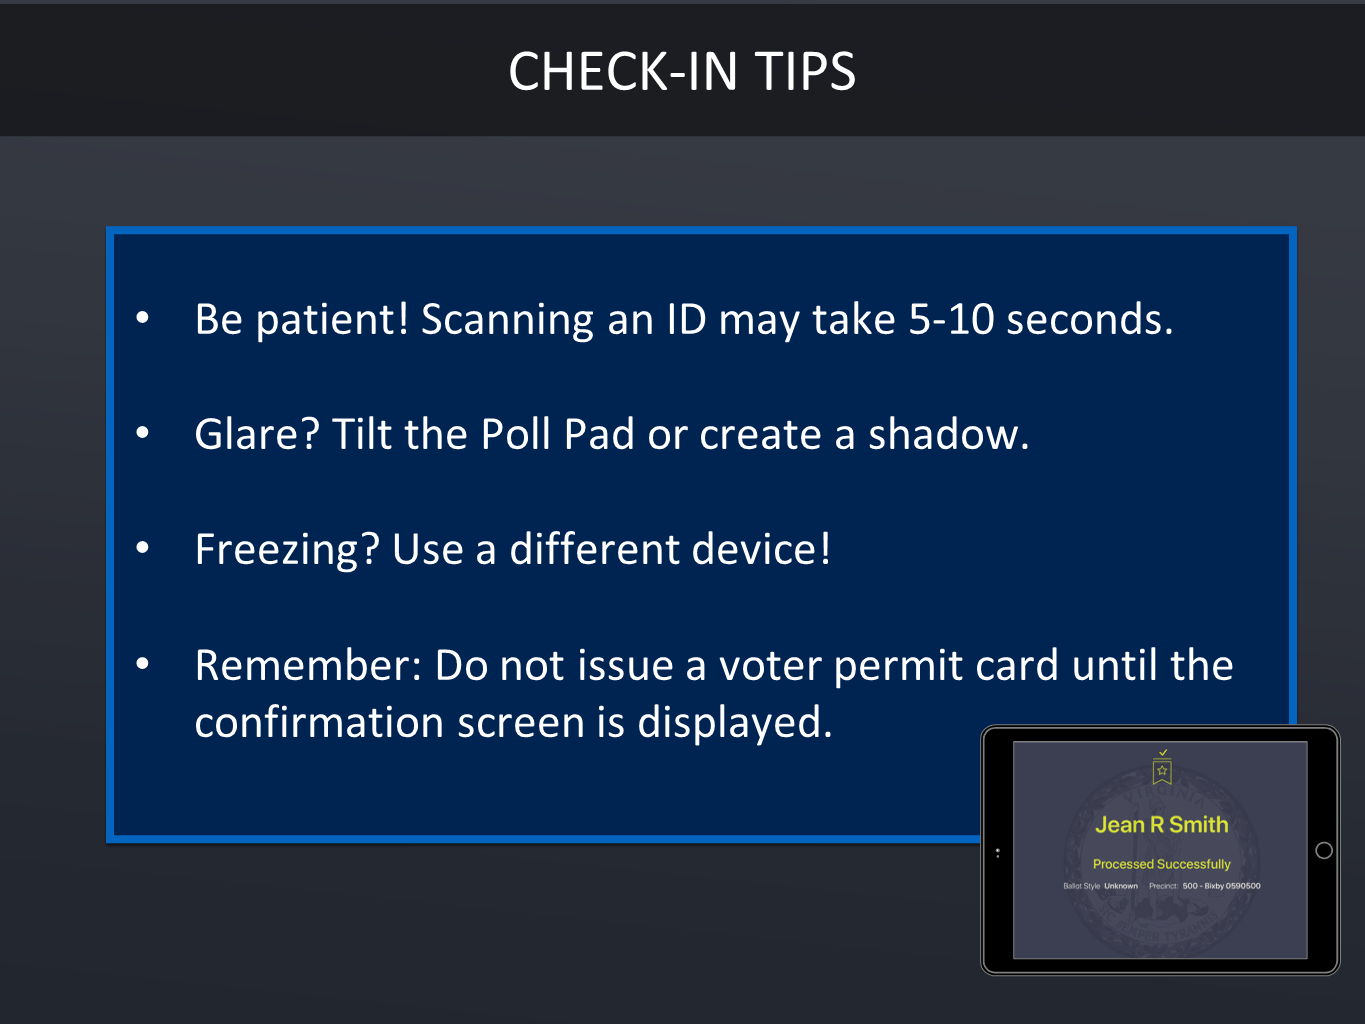 CHECK-IN TIPS
• Be patient! Scanning an ID may take 5-10 seconds.
• Glare? Tilt the Poll Pad or create a shadow.
• Freezing? Use a different device!
• Remember: Do not issue a voter permit card until the
confirmation screen is displayed.
VIRGINIA
Jean R Smith
Processed Successfully
Ballot Style Unknown Precinct: 500 - Bixby 0590500